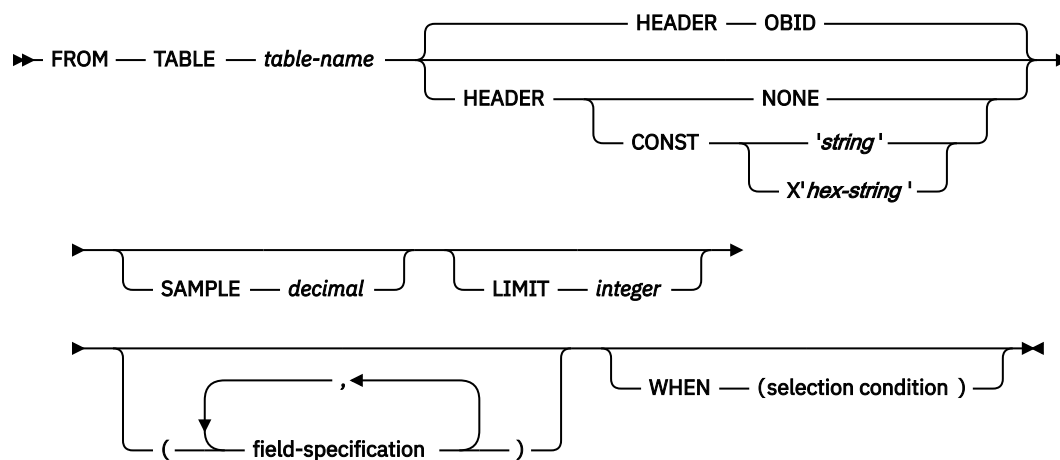 HEADER OBID
FROM TABLE table-name
HEADER NONE
CONST 'string'
X'hex-string'
SAMPLE decimal LIMIT integer
,
WHEN (selection condition )
( field-specification )